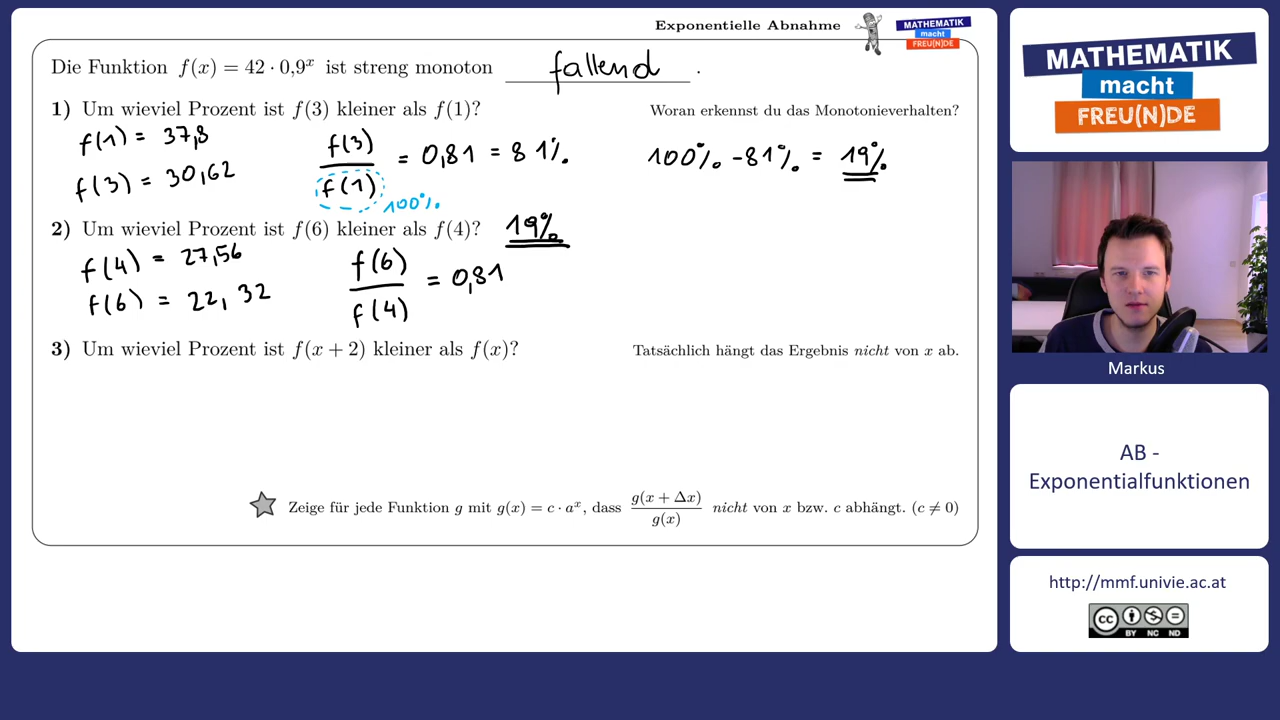 Exponentielle Abnahme
MATHEMATIK
macht
FREU(N)DE
Die Funktion f(x) = 42 · 0,9^x ist streng monoton fallend .
1) Um wieviel Prozent ist f(3) kleiner als f(1)?
Woran erkennst du das Monotonieverhalten?
f(1) = 37,8
f(3) = 30,62
f(3)/f(1) = 0,81 = 81%
100%
100% - 81% = 19%
2) Um wieviel Prozent ist f(6) kleiner als f(4)? 19%
f(4) = 27,56
f(6) = 22,32
f(6)/f(4) = 0,81
3) Um wieviel Prozent ist f(x + 2) kleiner als f(x)?
Tatsächlich hängt das Ergebnis nicht von x ab.
Zeige für jede Funktion g mit g(x) = c · a^x, dass g(x + Δx)/g(x) nicht von x bzw. c abhängt. (c ≠ 0)
MATHEMATIK
macht
FREU(N)DE
Markus
AB -
Exponentialfunktionen
http://mmf.univie.ac.at
cc
BY NC ND